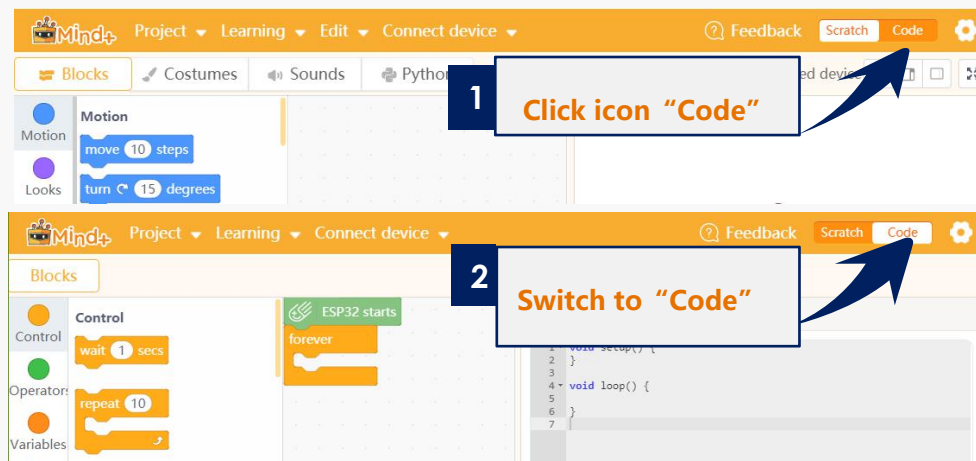 Mind+ Project Learning Edit Connect device Feedback Scratch Code
Blocks Costumes Sounds Python
1
Click icon “Code”
Motion
Motion
move 10 steps
Looks
turn 15 degrees
Mind+ Project Learning Connect device Feedback Scratch Code
Blocks
2
Switch to “Code”
Control
Control
wait 1 secs
Operators
repeat 10
Variables
ESP32 starts
forever
1 void setup() {
2 }
3
4 void loop() {
5
6 }
7